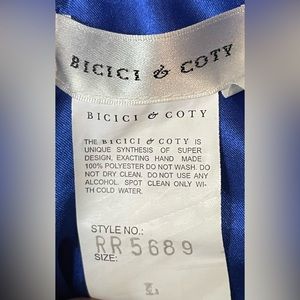 BICICI & COTY
BICICI & COTY
THE BICICI & COTY IS
UNIQUE SYNTHESIS OF SUPER
DESIGN, EXACTING HAND MADE
100% POLYESTER DO NOT WASH. DO
NOT DRY CLEAN. DO NOT USE ANY
ALCOHOL. SPOT CLEAN ONLY WI-
TH COLD WATER.
STYLE NO.:
RR5689
SIZE:
L